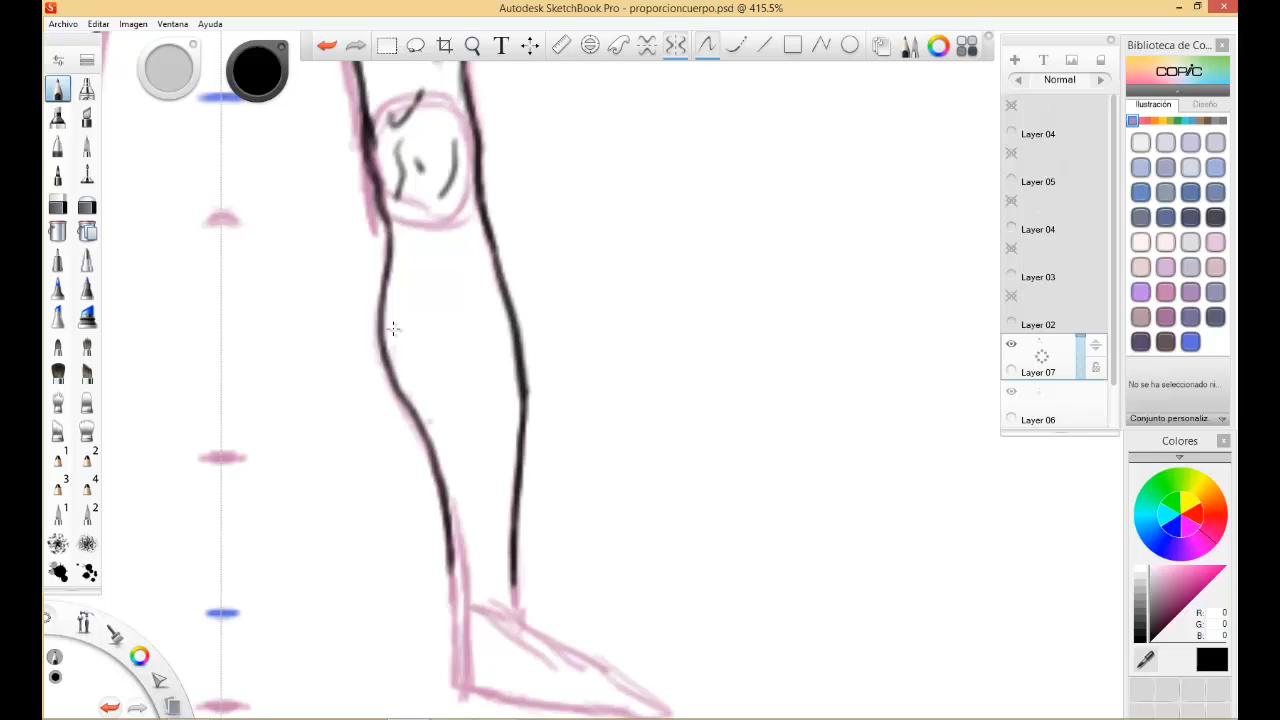 Autodesk SketchBook Pro - proporcioncuerpo.psd @ 415.5%
Archivo Editar Imagen Ventana Ayuda
Biblioteca de Co...
COPIC
Normal
Ilustración Diseño
Layer 04
Layer 05
Layer 04
Layer 03
Layer 02
Layer 07
Layer 06
No se ha seleccionado ni...
Conjunto personaliz...
Colores
R: 0
G: 0
B: 0
1 2
3 4
1 2